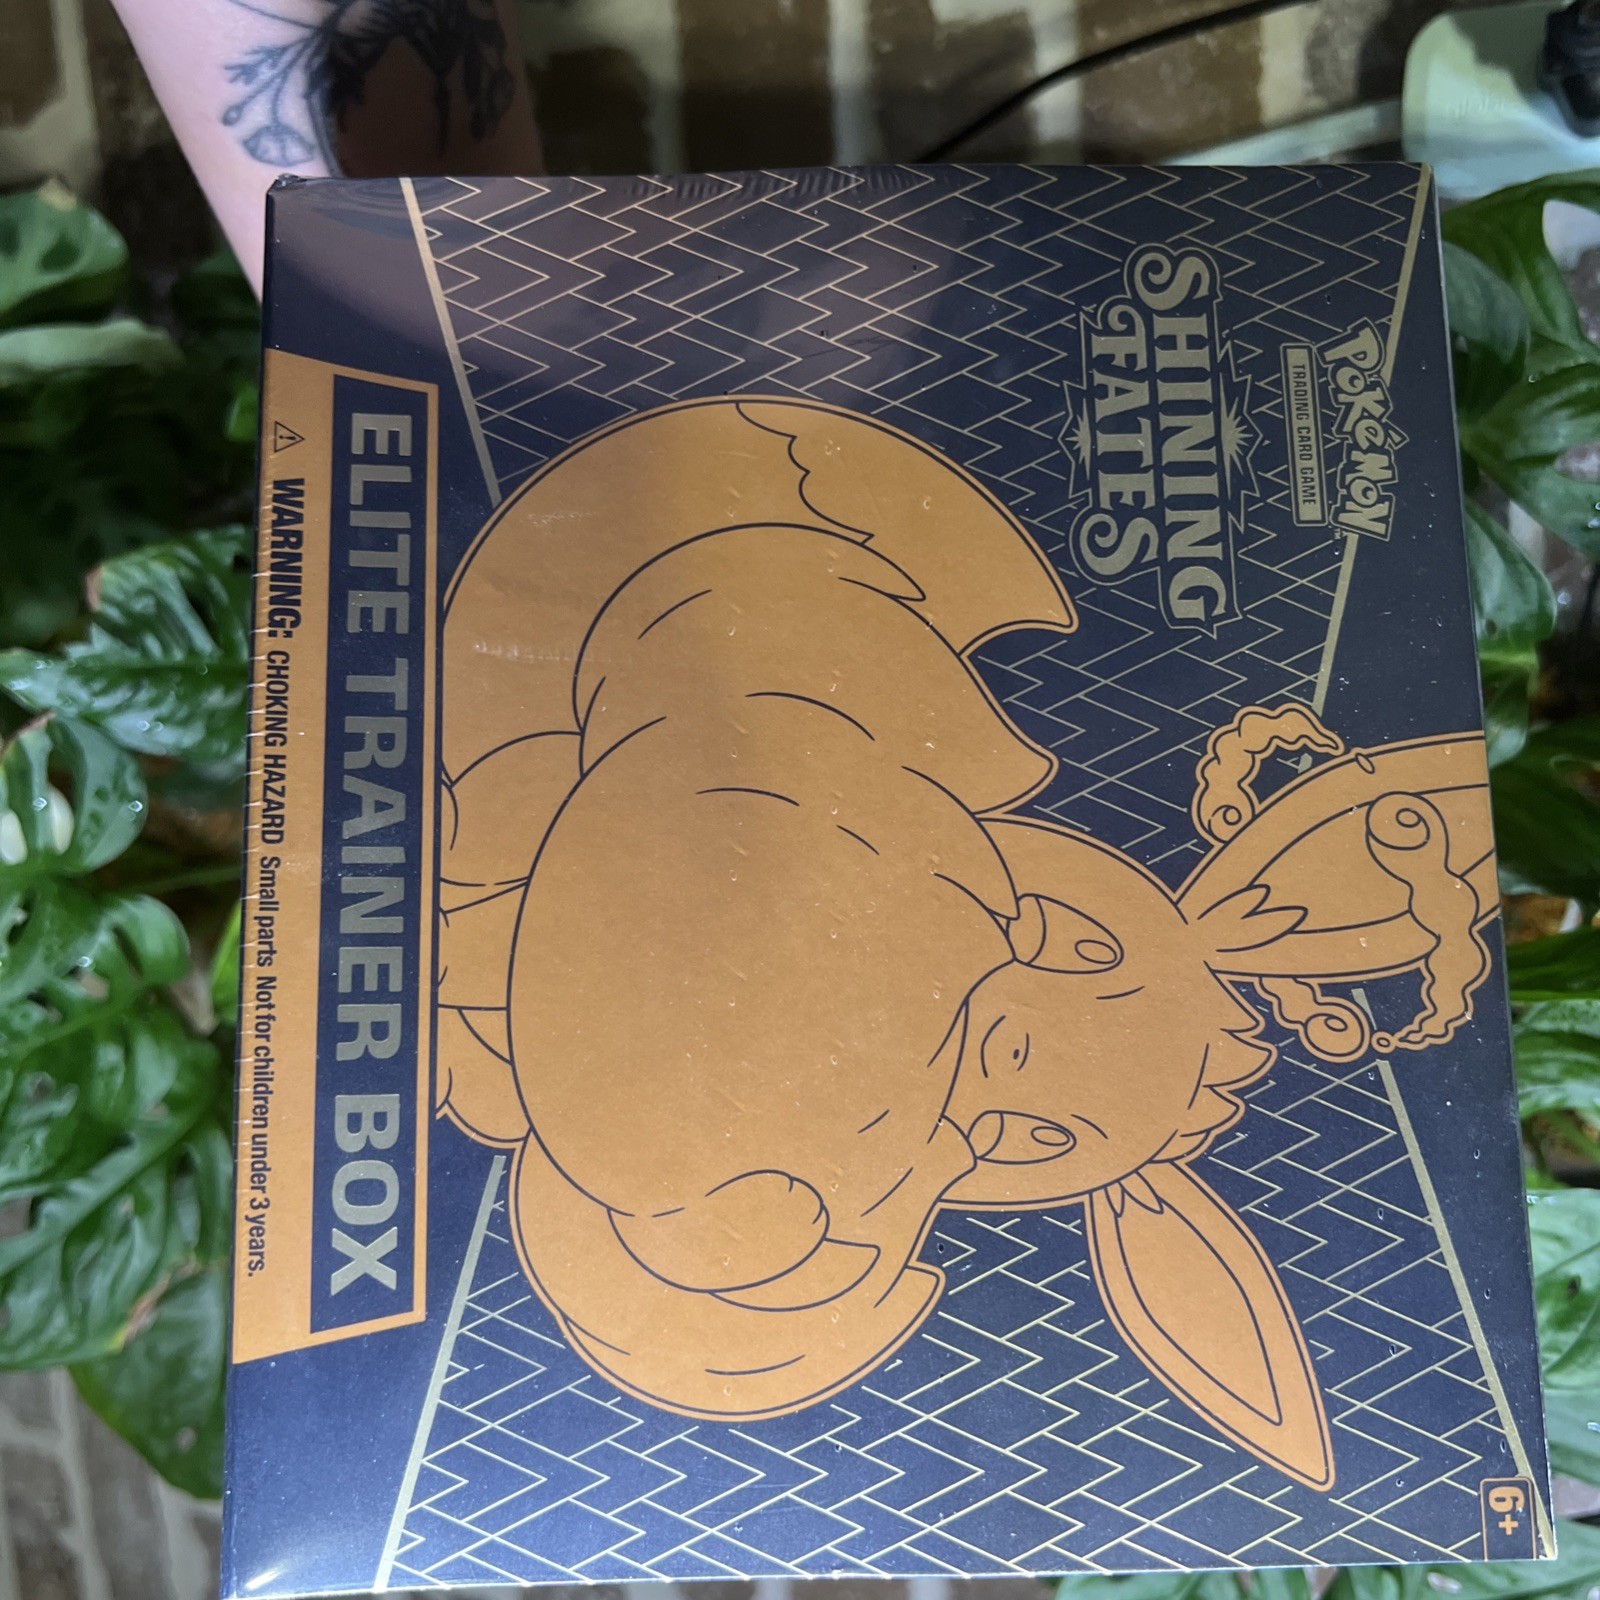 POKéMON™
TRADING CARD GAME
SHINING
FATES
ELITE TRAINER BOX
⚠ WARNING: CHOKING HAZARD Small parts Not for children under 3 years.
6+